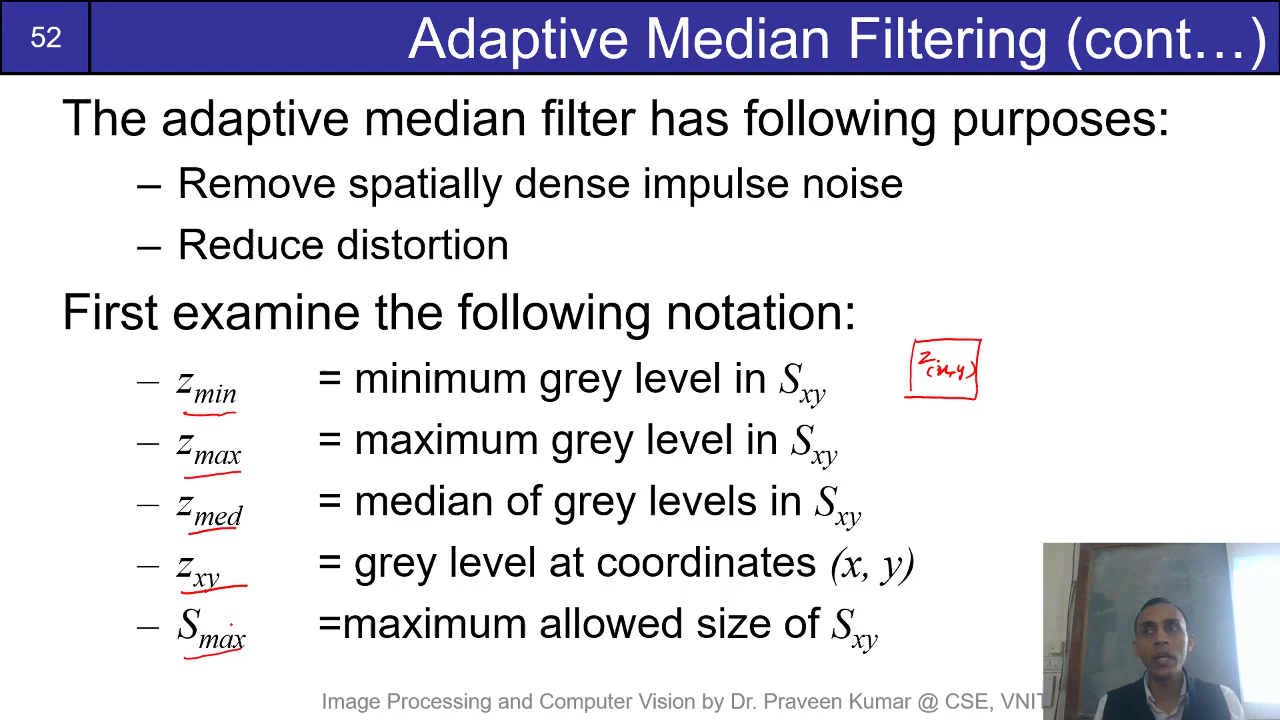 52
Adaptive Median Filtering (cont…)
The adaptive median filter has following purposes:
– Remove spatially dense impulse noise
– Reduce distortion
First examine the following notation:
– zmin = minimum grey level in Sxy
– zmax = maximum grey level in Sxy
– zmed = median of grey levels in Sxy
– zxy = grey level at coordinates (x, y)
– Smax =maximum allowed size of Sxy
z(x,y)
Image Processing and Computer Vision by Dr. Praveen Kumar @ CSE, VNIT